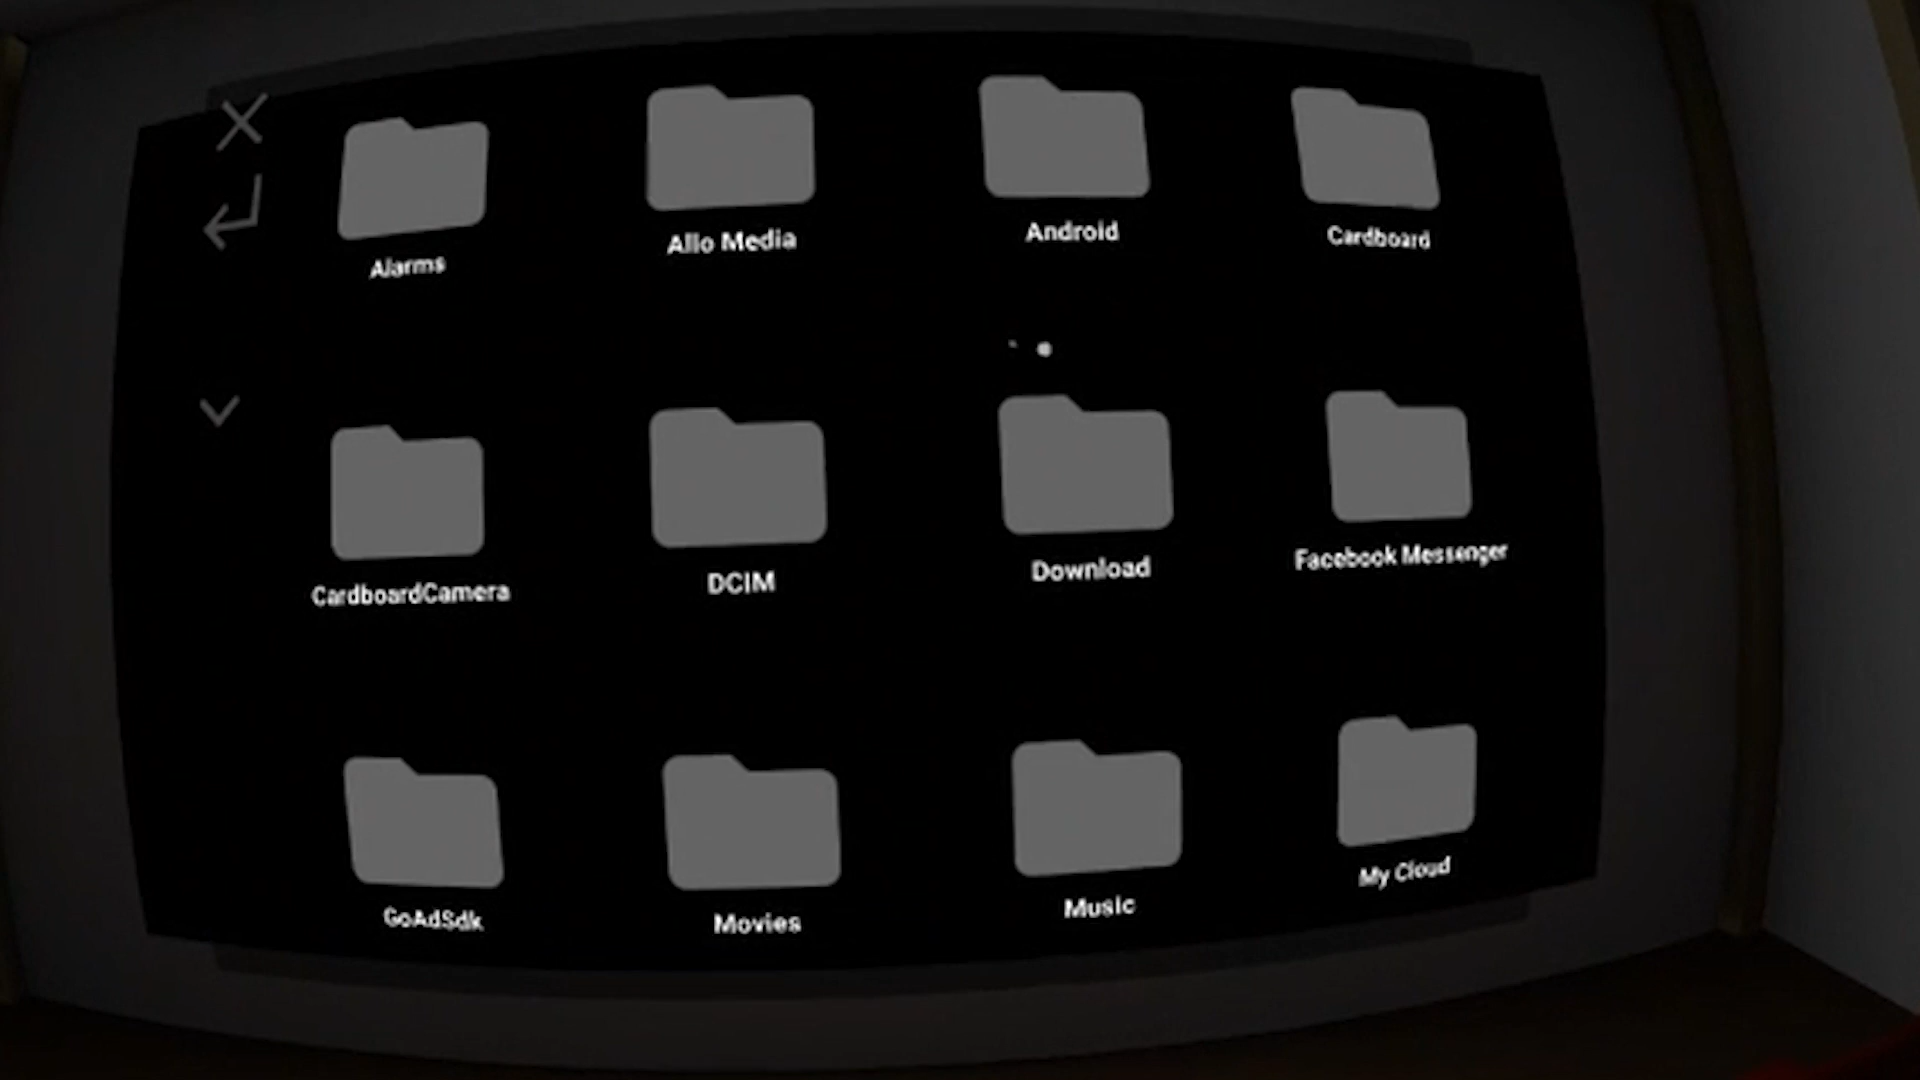 Alarms
Allo Media
Android
Cardboard
CardboardCamera
DCIM
Download
Facebook Messenger
GoAdSdk
Movies
Music
My Cloud